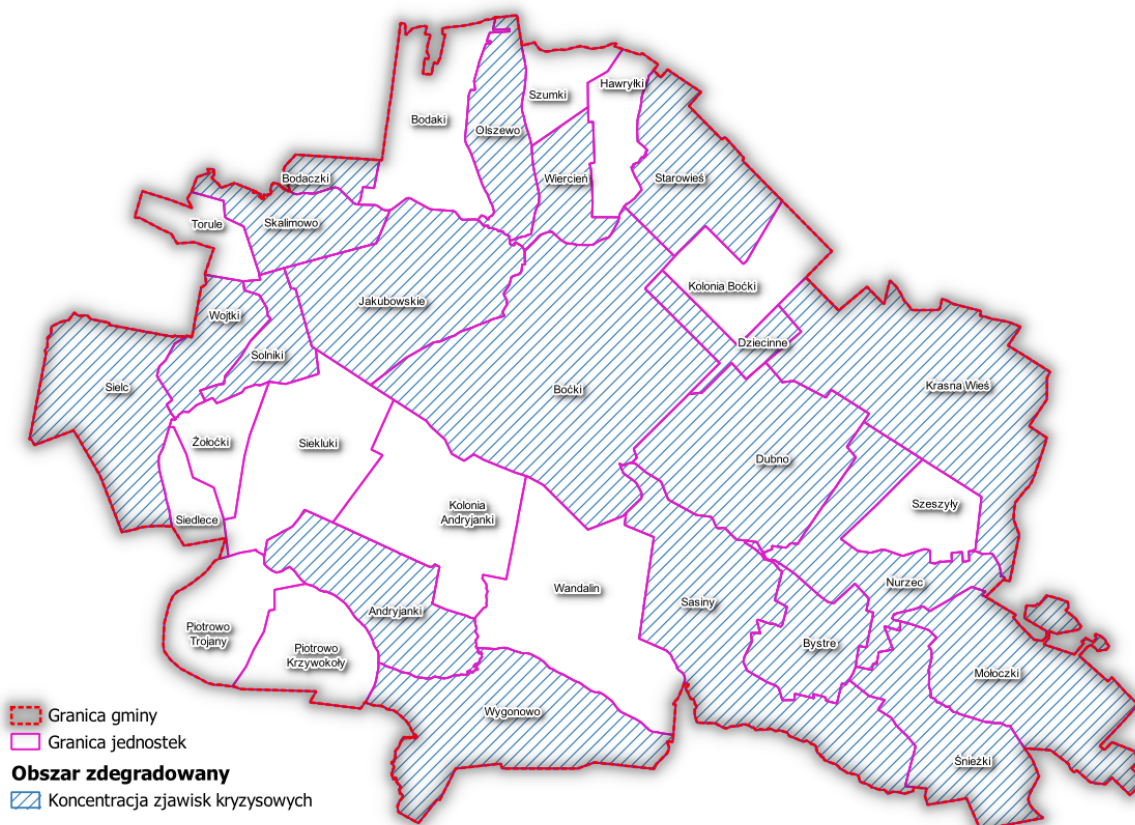 Hawryłki
Szumki
Bodaki
Olszewo
Bodaczki
Wiercień
Starowieś
Torule
Skalimowo
Kolonia Boćki
Jakubowskie
Wojtki
Dziecinne
Solniki
Sielc
Boćki
Krasna Wieś
Żołoćki
Siekluki
Dubno
Kolonia
Andryjanki
Szeszyły
Siedlece
Nurzec
Wandalin
Sasiny
Andryjanki
Piotrowo
Trojany
Bystre
Piotrowo
Krzywokoły
Mołoczki
Wygonowo
Śnieżki
Granica gminy
Granica jednostek
Obszar zdegradowany
Koncentracja zjawisk kryzysowych